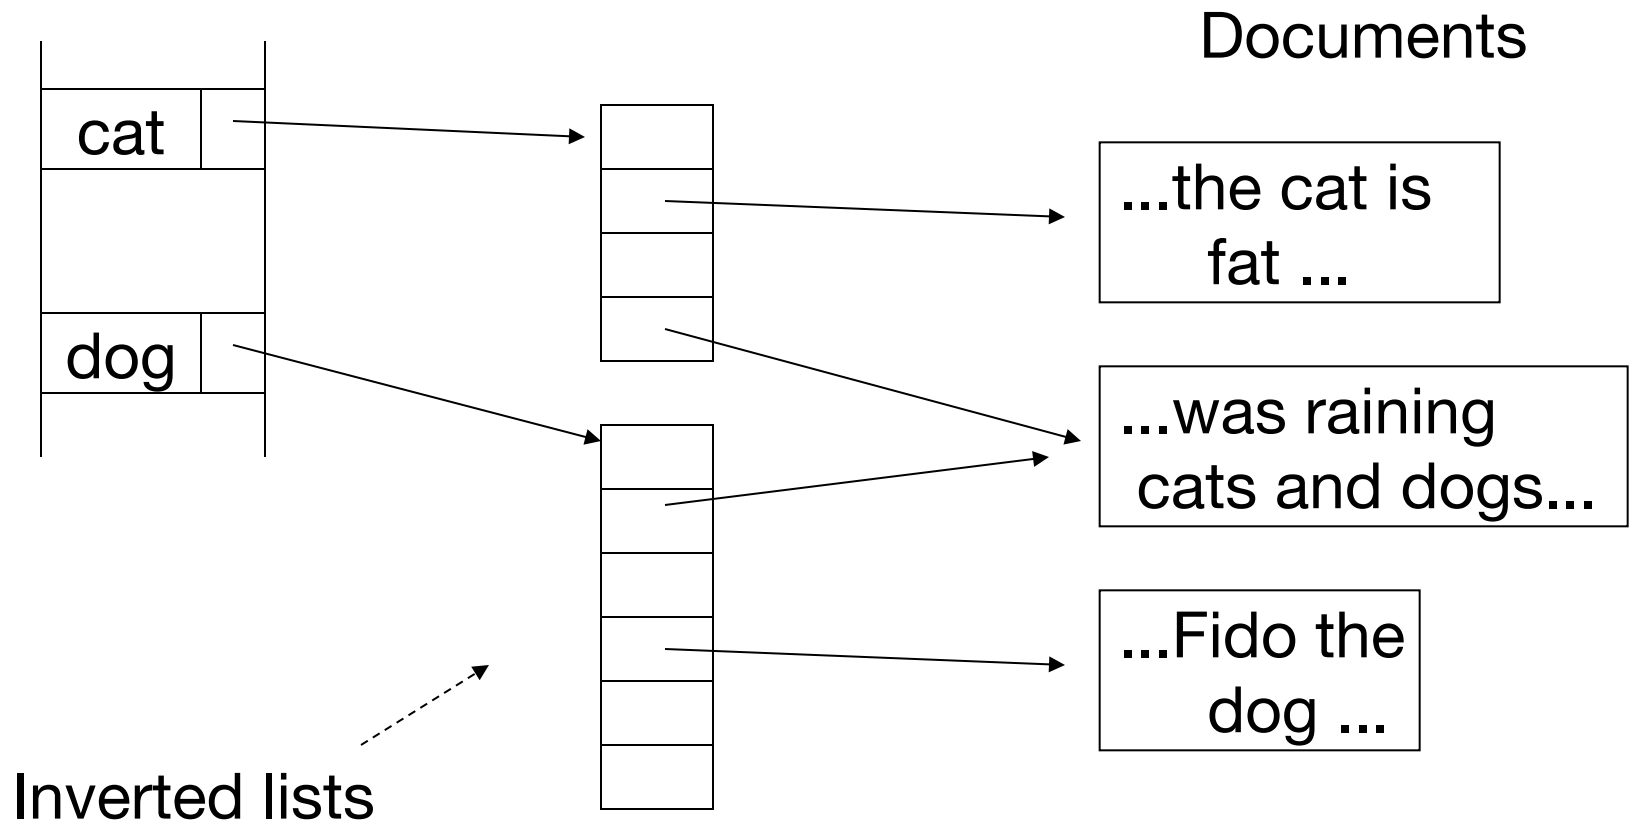 Documents
cat
dog
...the cat is
fat ...
...was raining
cats and dogs...
...Fido the
dog ...
Inverted lists